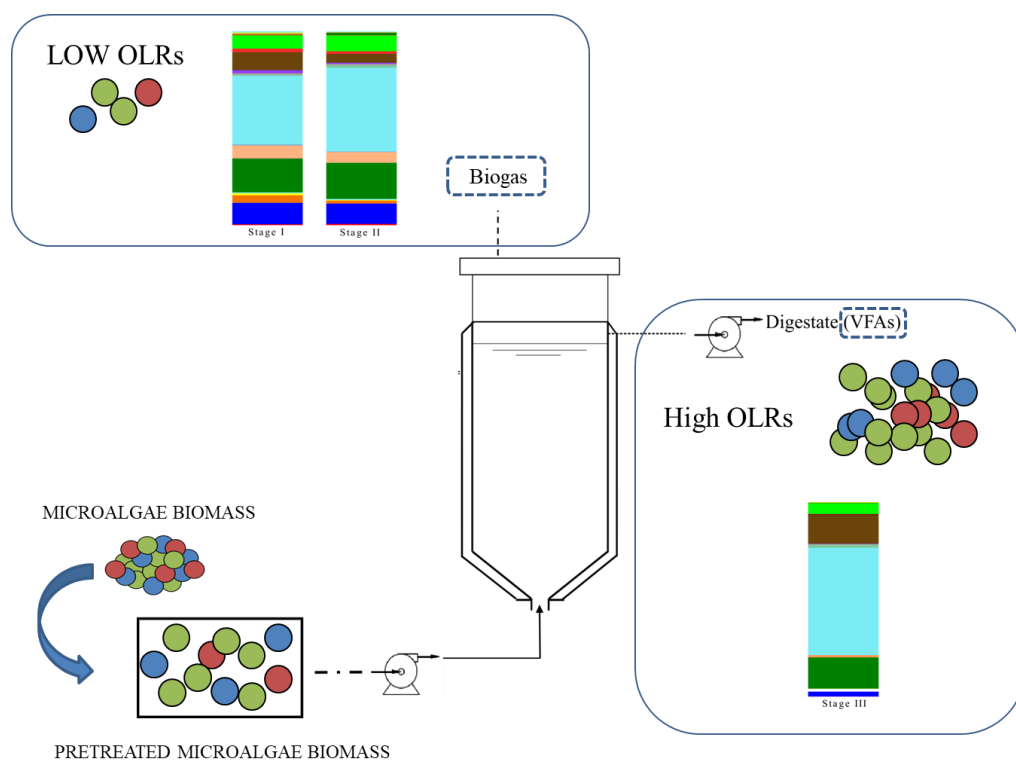 LOW OLRs
Stage I
Stage II
Biogas
Digestate (VFAs)
High OLRs
MICROALGAE BIOMASS
Stage III
PRETREATED MICROALGAE BIOMASS